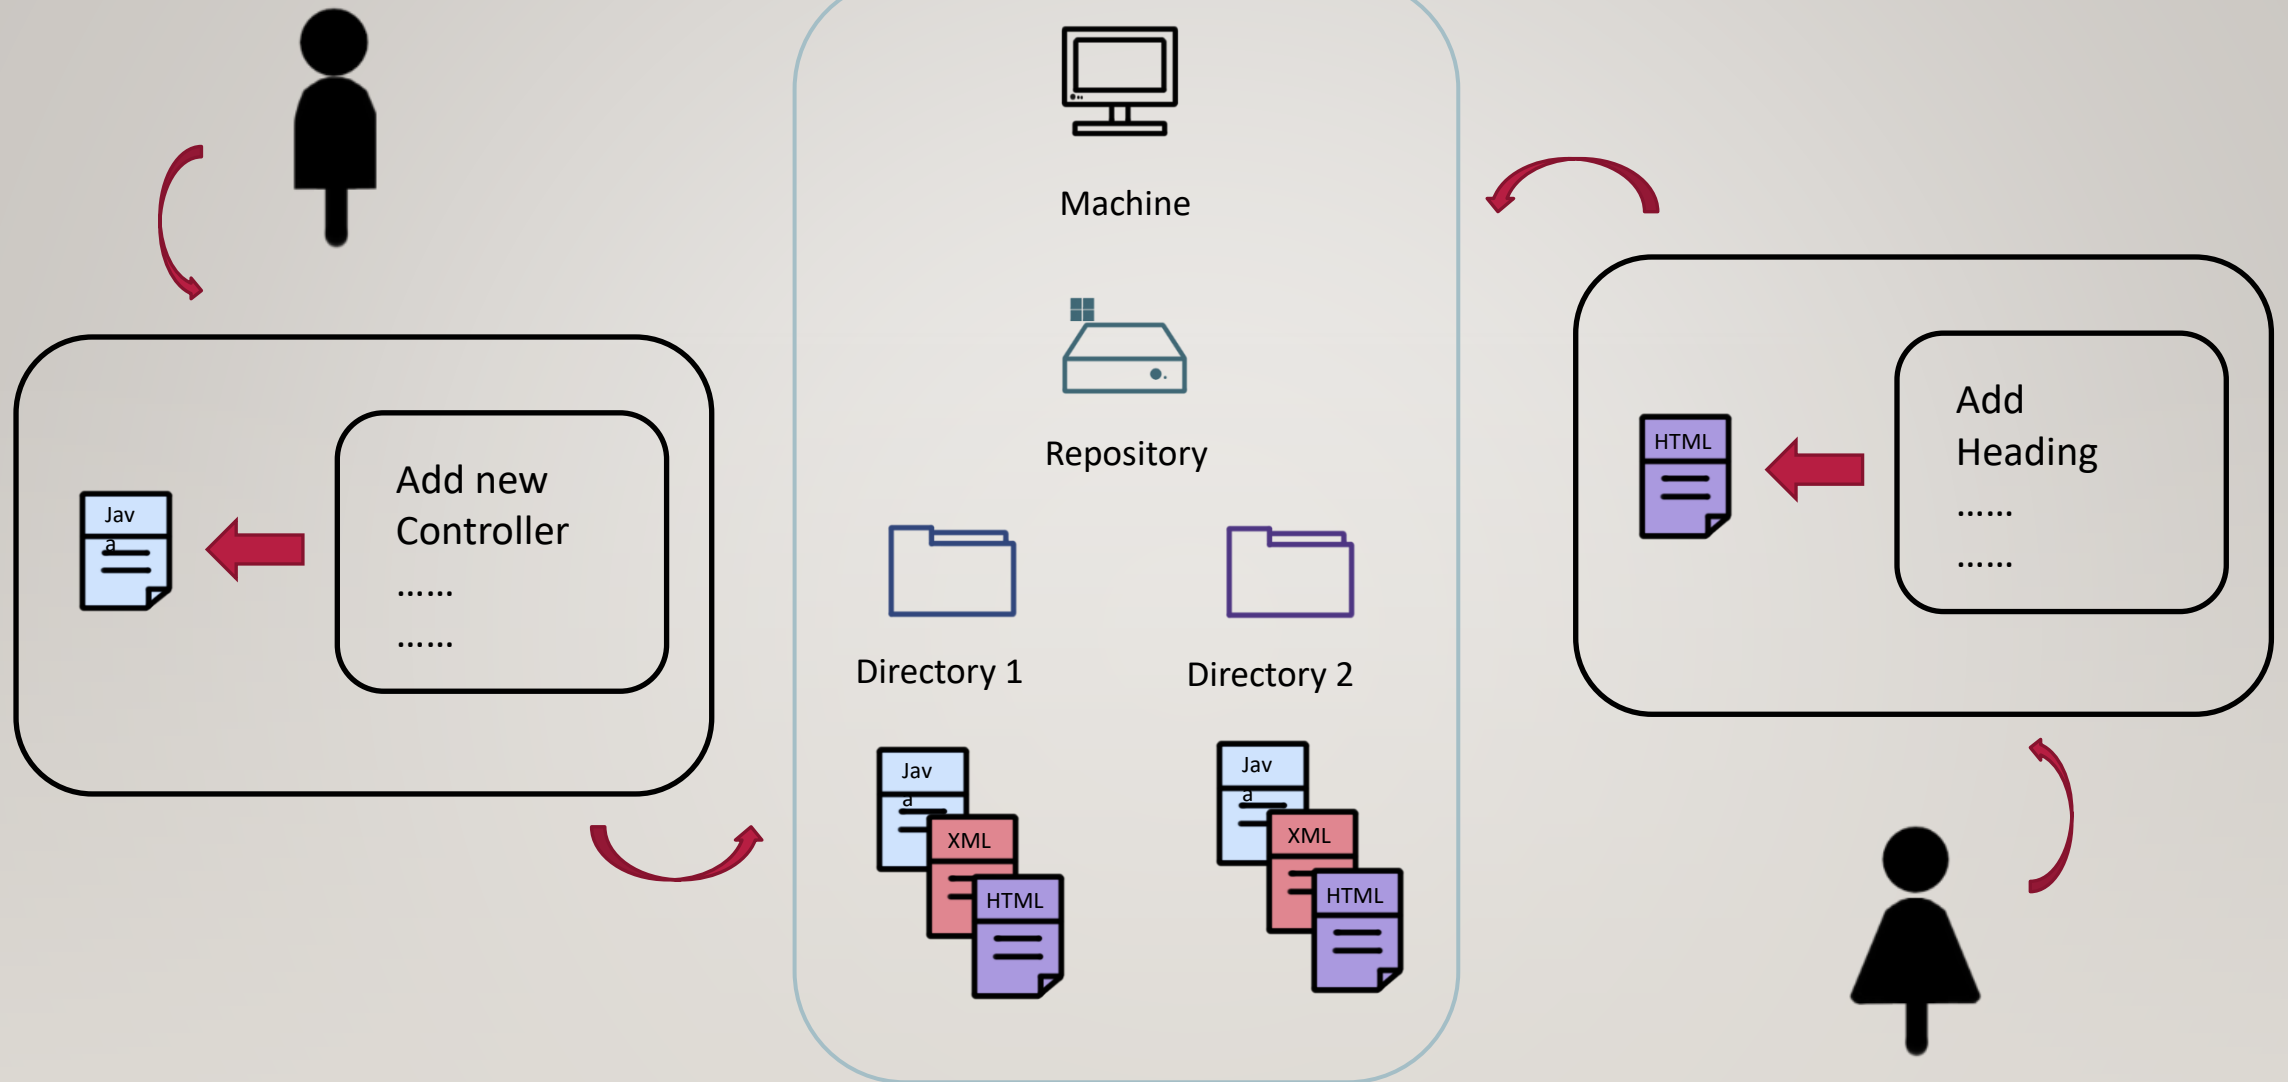 Machine
Repository
Directory 1
Directory 2
Jav
a
XML
HTML
Jav
a
XML
HTML
Jav
a
Add new
Controller
......
......
HTML
Add
Heading
......
......